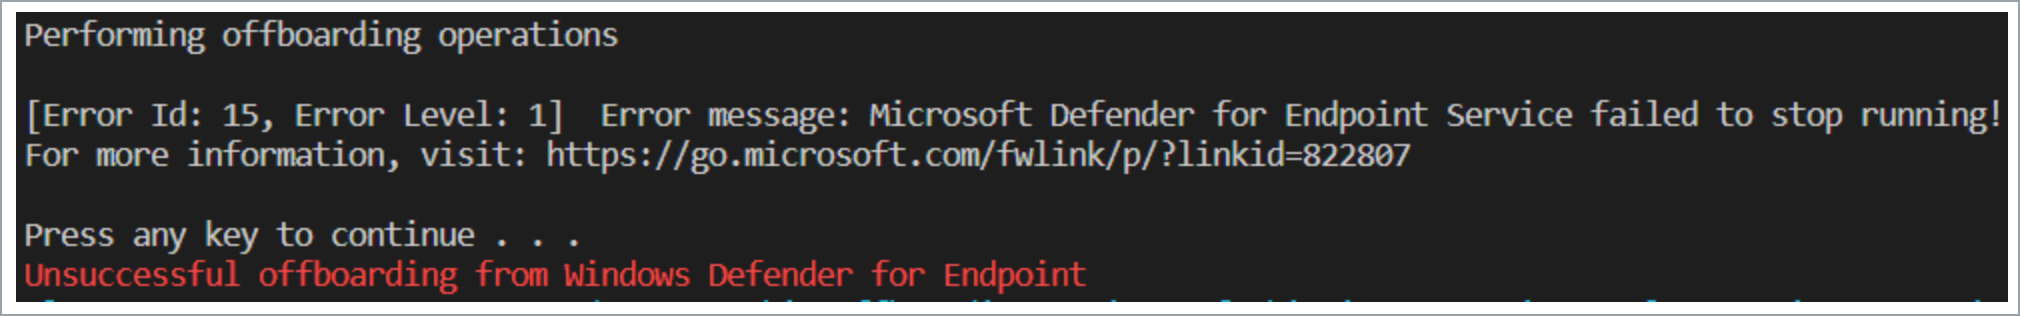 Performing offboarding operations
[Error Id: 15, Error Level: 1]  Error message: Microsoft Defender for Endpoint Service failed to stop running!
For more information, visit: https://go.microsoft.com/fwlink/p/?linkid=822807
Press any key to continue . . .
Unsuccessful offboarding from Windows Defender for Endpoint